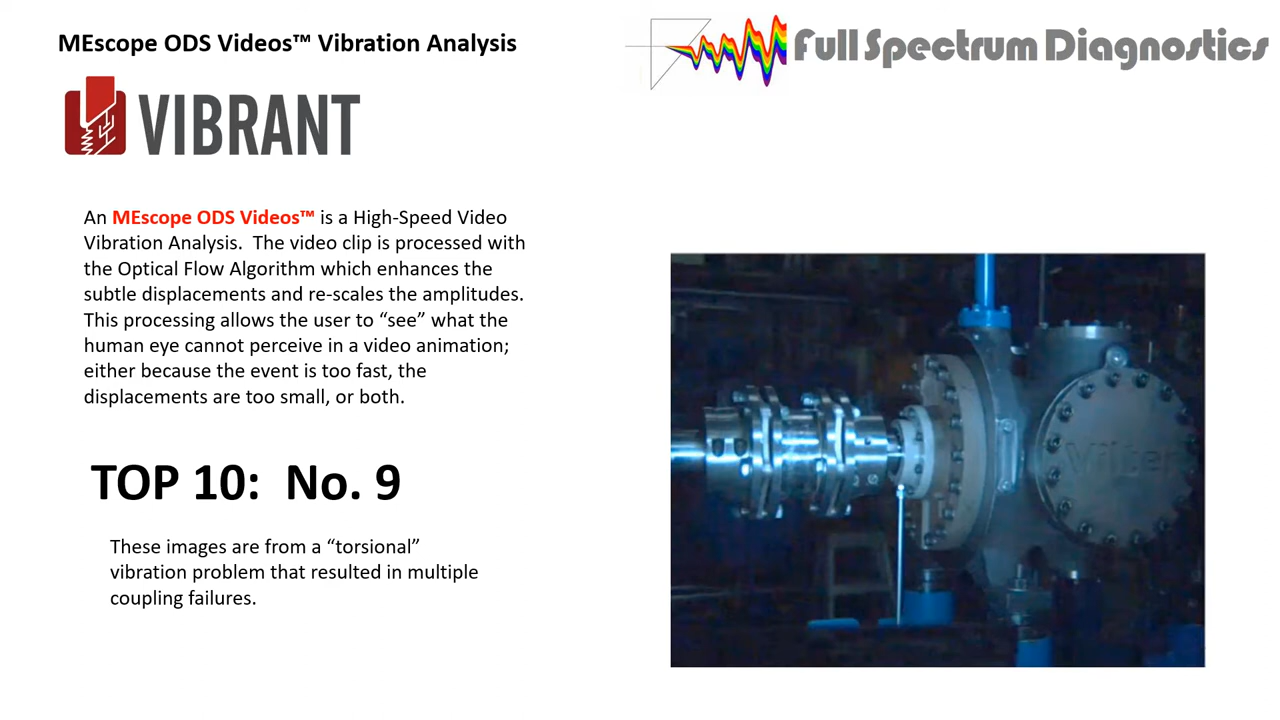 MEscope ODS Videos™ Vibration Analysis
Full Spectrum Diagnostics
VIBRANT
An MEscope ODS Videos™ is a High-Speed Video
Vibration Analysis. The video clip is processed with
the Optical Flow Algorithm which enhances the
subtle displacements and re-scales the amplitudes.
This processing allows the user to “see” what the
human eye cannot perceive in a video animation;
either because the event is too fast, the
displacements are too small, or both.
TOP 10: No. 9
These images are from a “torsional”
vibration problem that resulted in multiple
coupling failures.
Vilter